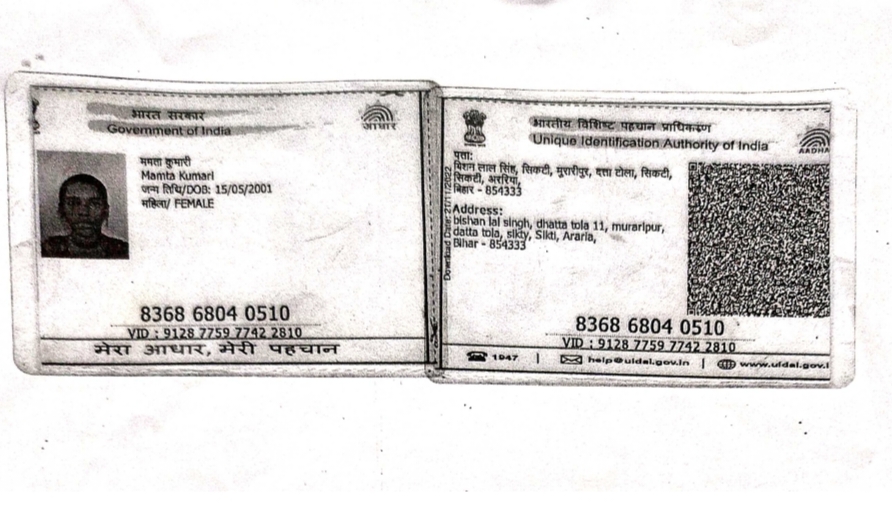 भारत सरकार
Government of India
आधार
ममता कुमारी
Mamta Kumari
जन्म तिथि/DOB: 15/05/2001
महिला/ FEMALE
8368 6804 0510
VID : 9128 7759 7742 2810
मेरा आधार, मेरी पहचान
भारतीय विशिष्ट पहचान प्राधिकरण
Unique Identification Authority of India
AADHA
पता:
बिशन लाल सिंह, सिकटी, मुरारीपुर, दत्ता टोला, सिकटी,
सिकटी, अररिया,
बिहार - 854333
Address:
bishan lal singh, dhatta tola 11, muraripur,
datta tola, sikty, Sikti, Araria,
Bihar - 854333
Download Date:
8368 6804 0510
VID : 9128 7759 7742 2810
1947 | help@uidai.gov.in | www.uidai.gov.i